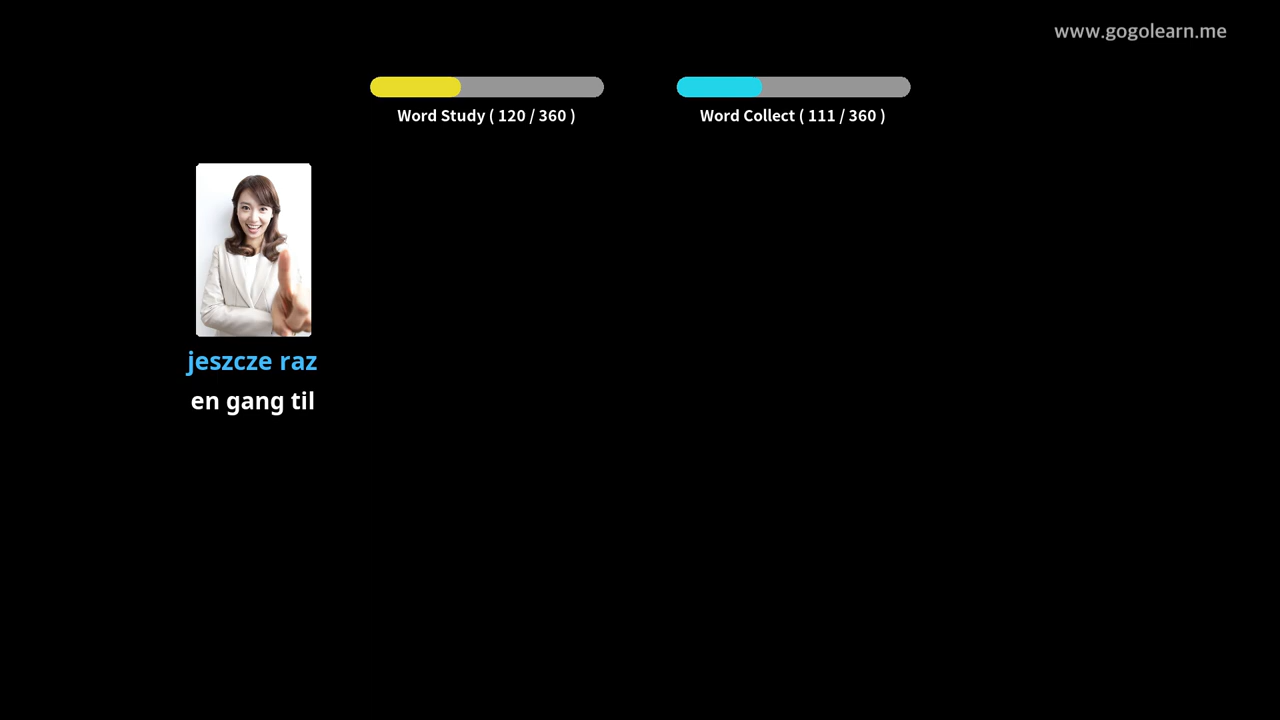 www.gogolearn.me
Word Study ( 120 / 360 )
Word Collect ( 111 / 360 )
jeszcze raz
en gang til